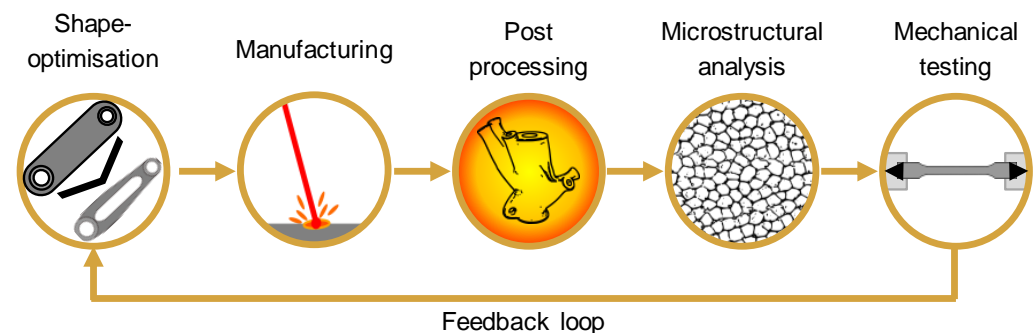 Shape-
optimisation
Manufacturing
Post
processing
Microstructural
analysis
Mechanical
testing
Feedback loop